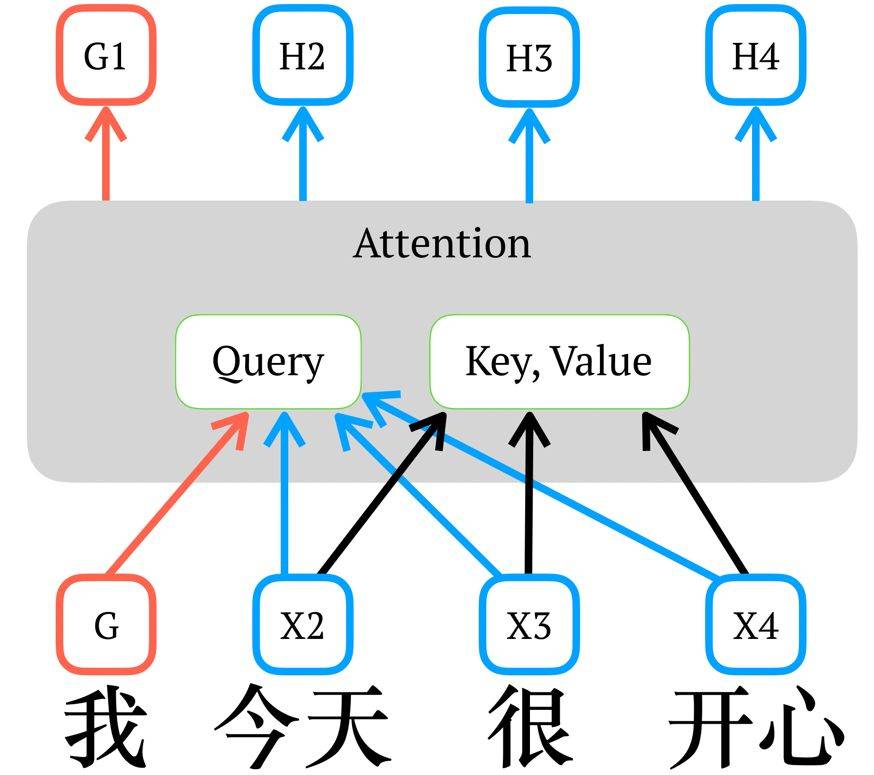 G1 H2 H3 H4
Attention
Query Key, Value
G X2 X3 X4
我 今天 很 开心